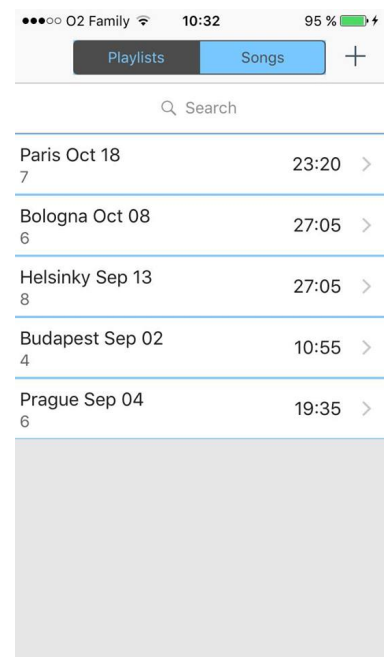 O2 Family 10:32 95 %
Playlists Songs +
Search
Paris Oct 18 23:20
7
Bologna Oct 08 27:05
6
Helsinky Sep 13 27:05
8
Budapest Sep 02 10:55
4
Prague Sep 04 19:35
6